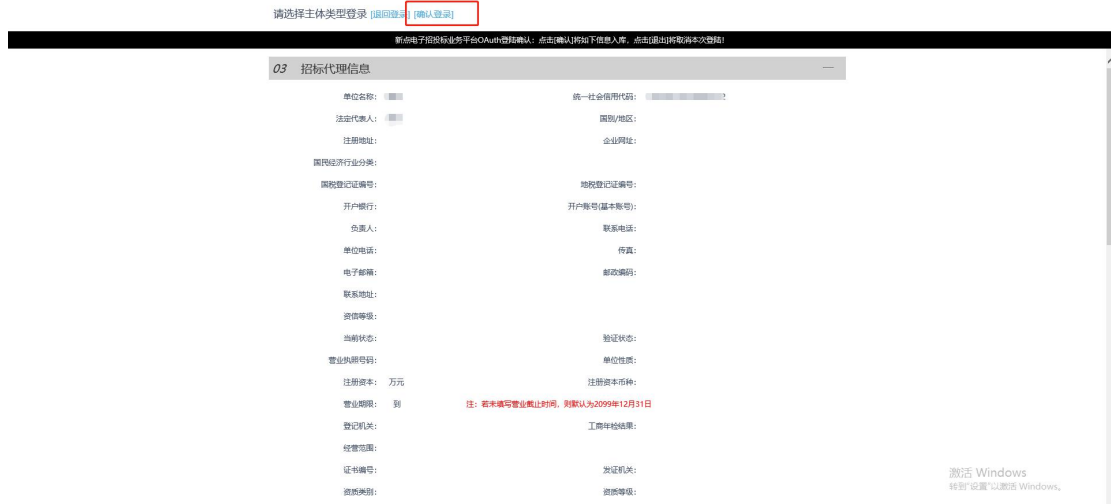 请选择主体类型登录 [退回登录] [确认登录]
新点电子招投标业务平台OAuth登陆确认：点击[确认]将如下信息入库，点击[退出]将取消本次登陆!
03 招标代理信息 —
单位名称： 统一社会信用代码： 2
法定代表人： 国别/地区：
注册地址： 企业网址：
国民经济行业分类：
国税登记证编号： 地税登记证编号：
开户银行： 开户账号(基本账号)：
负责人： 联系电话：
单位电话： 传真：
电子邮箱： 邮政编码：
联系地址：
资信等级：
当前状态： 验证状态：
营业执照号码： 单位性质：
注册资本： 万元 注册资本币种：
营业期限： 到 注：若未填写营业截止时间，则默认为2099年12月31日
登记机关： 工商年检结果：
经营范围：
证书编号： 发证机关：
资质类别： 资质等级：
激活 Windows
转到"设置"以激活 Windows。